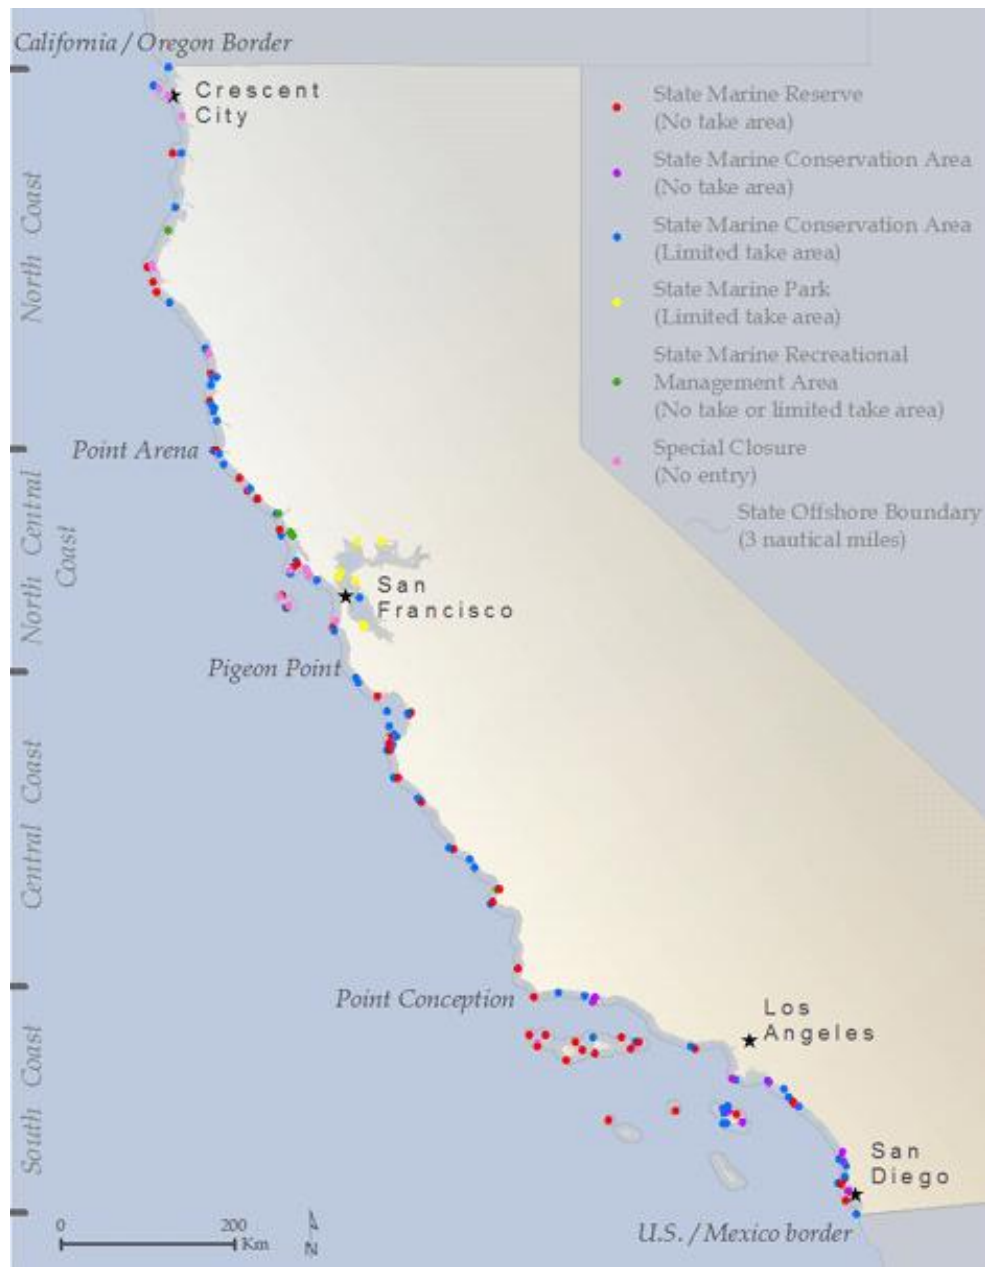 California / Oregon Border
Crescent
City
State Marine Reserve
(No take area)
State Marine Conservation Area
(No take area)
State Marine Conservation Area
(Limited take area)
State Marine Park
(Limited take area)
State Marine Recreational
Management Area
(No take or limited take area)
Special Closure
(No entry)
State Offshore Boundary
(3 nautical miles)
North Coast
Point Arena
North Central
Coast
San
Francisco
Pigeon Point
Central Coast
Point Conception
Los
Angeles
South Coast
San
Diego
U.S. / Mexico border
0
200
Km
N